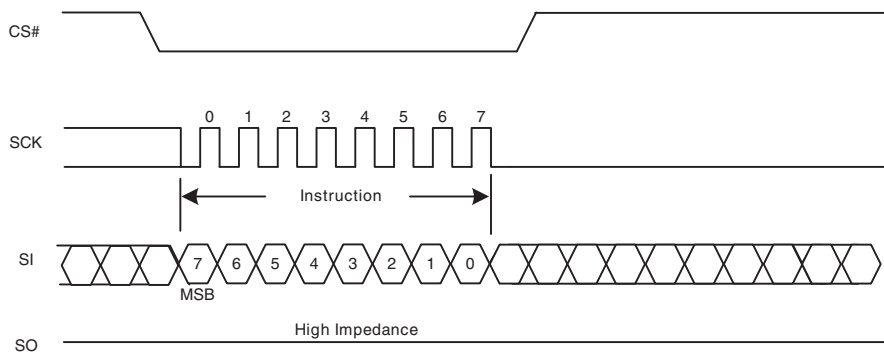 CS#
0 1 2 3 4 5 6 7
SCK
Instruction
SI
7 6 5 4 3 2 1 0
MSB
High Impedance
SO